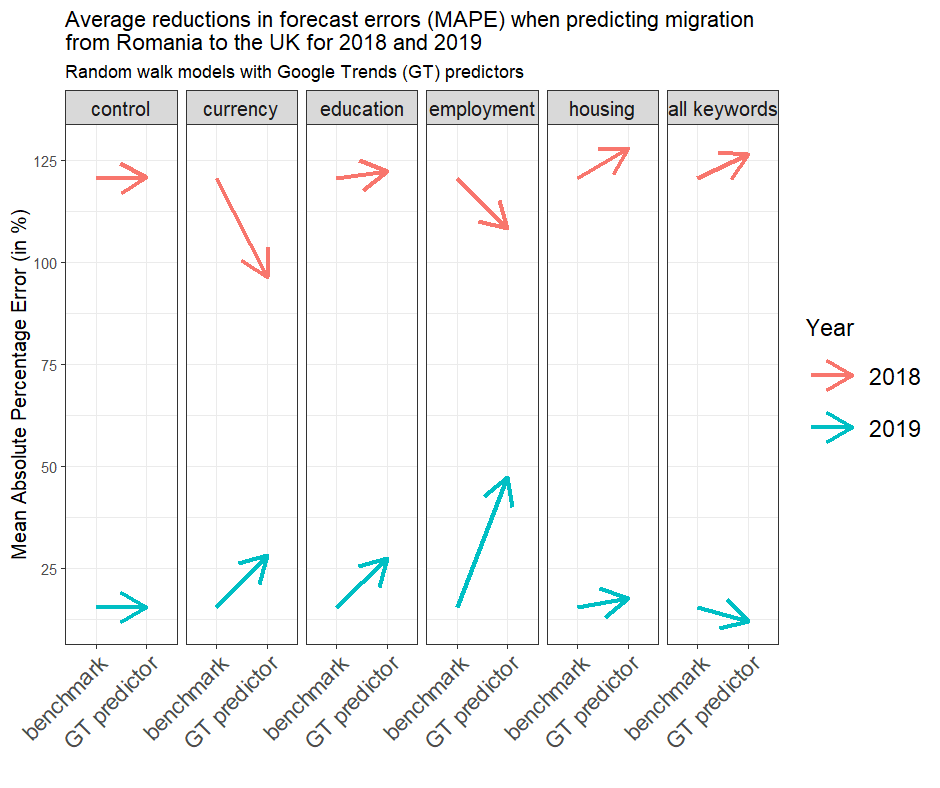 Average reductions in forecast errors (MAPE) when predicting migration
from Romania to the UK for 2018 and 2019
Random walk models with Google Trends (GT) predictors
control
currency
education
employment
housing
all keywords
Mean Absolute Percentage Error (in %)
125
100
75
50
25
benchmark
GT predictor
benchmark
GT predictor
benchmark
GT predictor
benchmark
GT predictor
benchmark
GT predictor
benchmark
GT predictor
Year
2018
2019